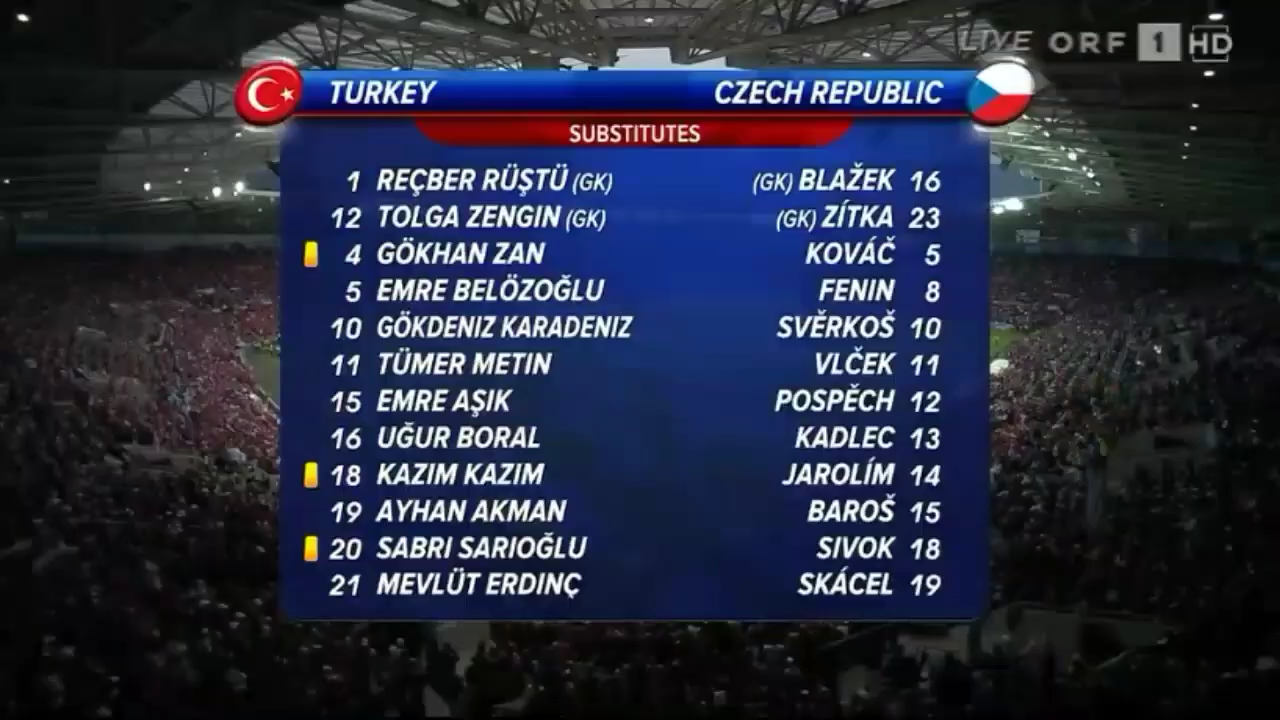 LIVE ORF 1 HD
TURKEY CZECH REPUBLIC
SUBSTITUTES
1 REÇBER RÜŞTÜ (GK) (GK) BLAŽEK 16
12 TOLGA ZENGIN (GK) (GK) ZÍTKA 23
4 GÖKHAN ZAN KOVÁČ 5
5 EMRE BELÖZOĞLU FENIN 8
10 GÖKDENIZ KARADENIZ SVĚRKOŠ 10
11 TÜMER METIN VLČEK 11
15 EMRE AŞIK POSPĚCH 12
16 UĞUR BORAL KADLEC 13
18 KAZIM KAZIM JAROLÍM 14
19 AYHAN AKMAN BAROŠ 15
20 SABRI SARIOĞLU SIVOK 18
21 MEVLÜT ERDINÇ SKÁCEL 19